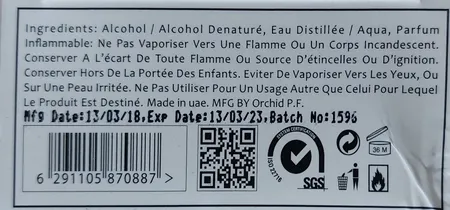 Ingredients: Alcohol / Alcohol Denaturé, Eau Distillée / Aqua, Parfum
Inflammable: Ne Pas Vaporiser Vers Une Flamme Ou Un Corps Incandescent.
Conserver A L'écart De Toute Flamme Ou Source D'étincelles Ou D'ignition.
Conserver Hors De La Portée Des Enfants. Eviter De Vaporiser Vers Les Yeux, Ou
Sur Une Peau Irritée. Ne Pas Utiliser Pour Un Usage Autre Que Celui Pour Lequel
Le Produit Est Destiné. Made in uae. MFG BY Orchid P.F.
Mfg Date:13/03/18,Exp Date:13/03/23,Batch No:1596
SYSTEM CERTIFICATION
ISO 22716
SGS
36 M
6 291105 870887 >